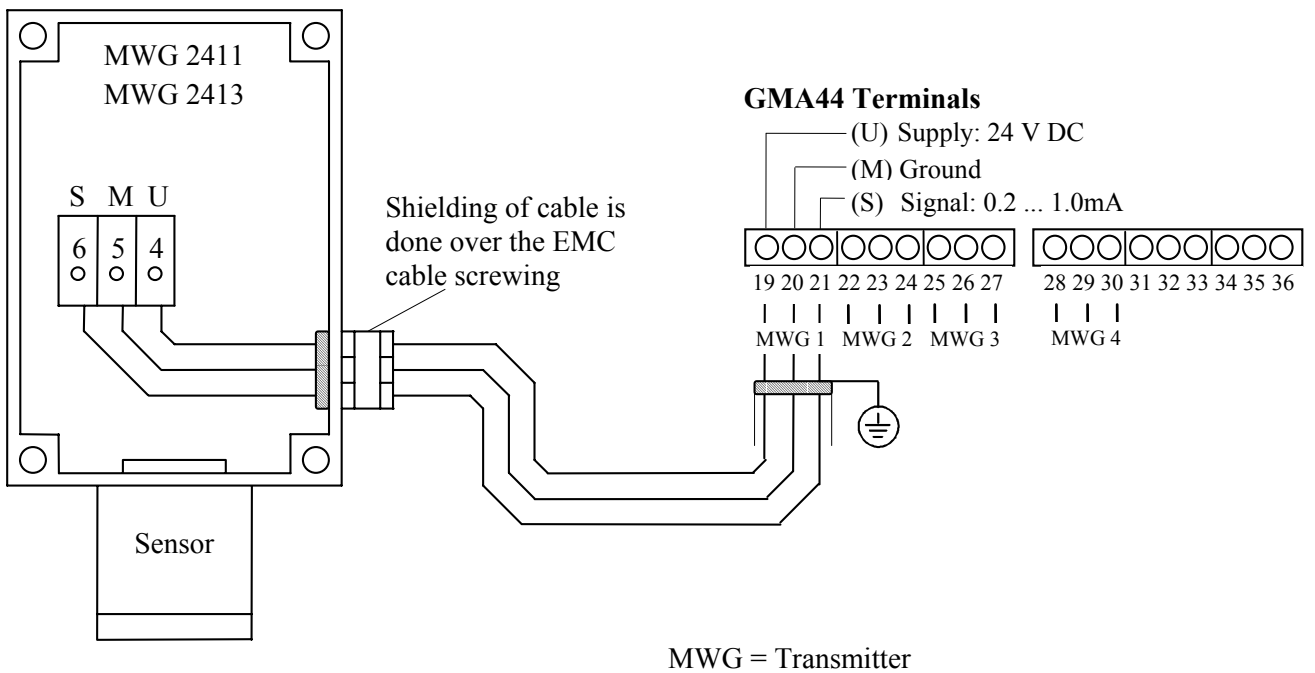 MWG 2411
MWG 2413
S M U
6 5 4
Sensor
Shielding of cable is
done over the EMC
cable screwing
GMA44 Terminals
(U) Supply: 24 V DC
(M) Ground
(S) Signal: 0.2 ... 1.0mA
19 20 21 22 23 24 25 26 27 28 29 30 31 32 33 34 35 36
MWG 1 MWG 2 MWG 3 MWG 4
MWG = Transmitter